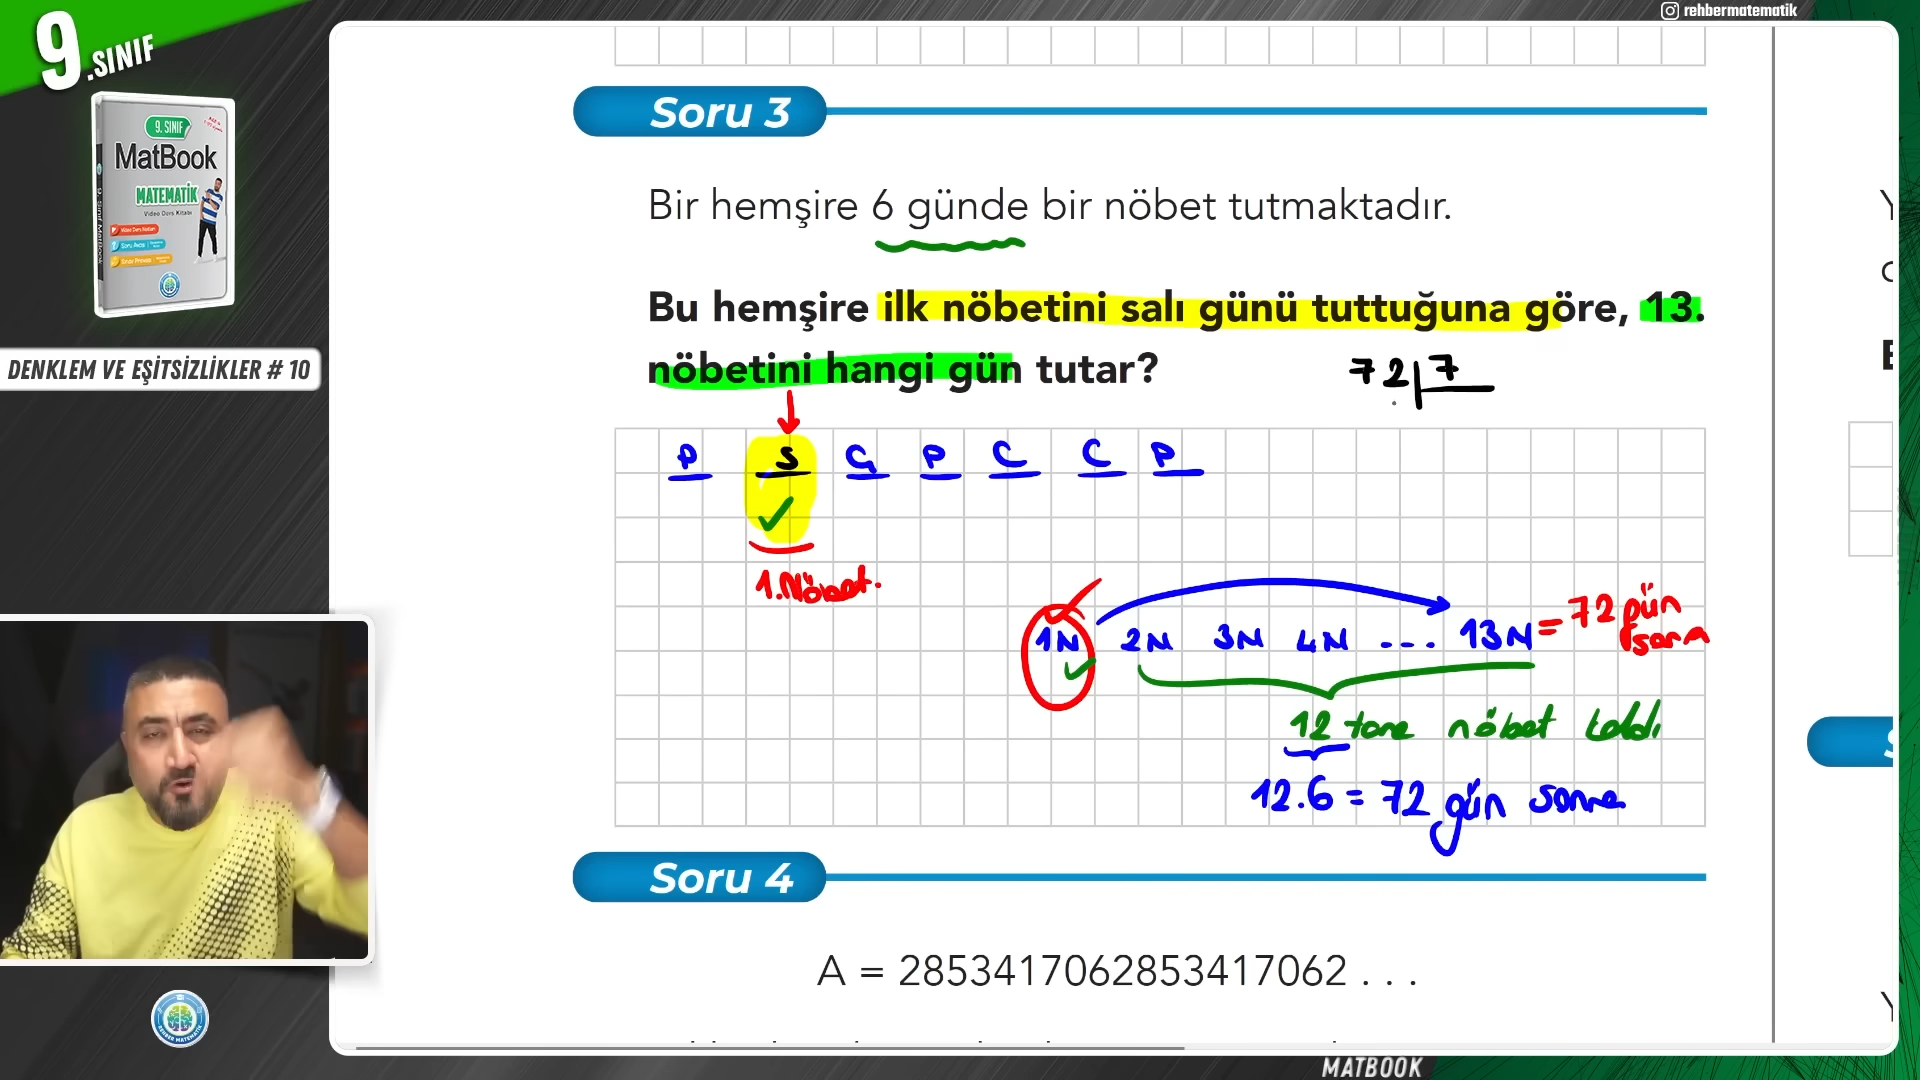 rehbermatematik
9.SINIF
9. SINIF
MatBook
MATEMATİK
Video Ders Kitabı
DENKLEM VE EŞİTSİZLİKLER # 10
Soru 3
Bir hemşire 6 günde bir nöbet tutmaktadır.
Bu hemşire ilk nöbetini salı günü tuttuğuna göre, 13.
nöbetini hangi gün tutar?
72 7
P S Ç P C C P
1.Nöbet.
1N 2N 3N 4N ... 13N = 72 gün sonra
12 tane nöbet kaldı
12.6 = 72 gün sonra
Soru 4
A = 2853417062853417062 . . .
MATBOOK